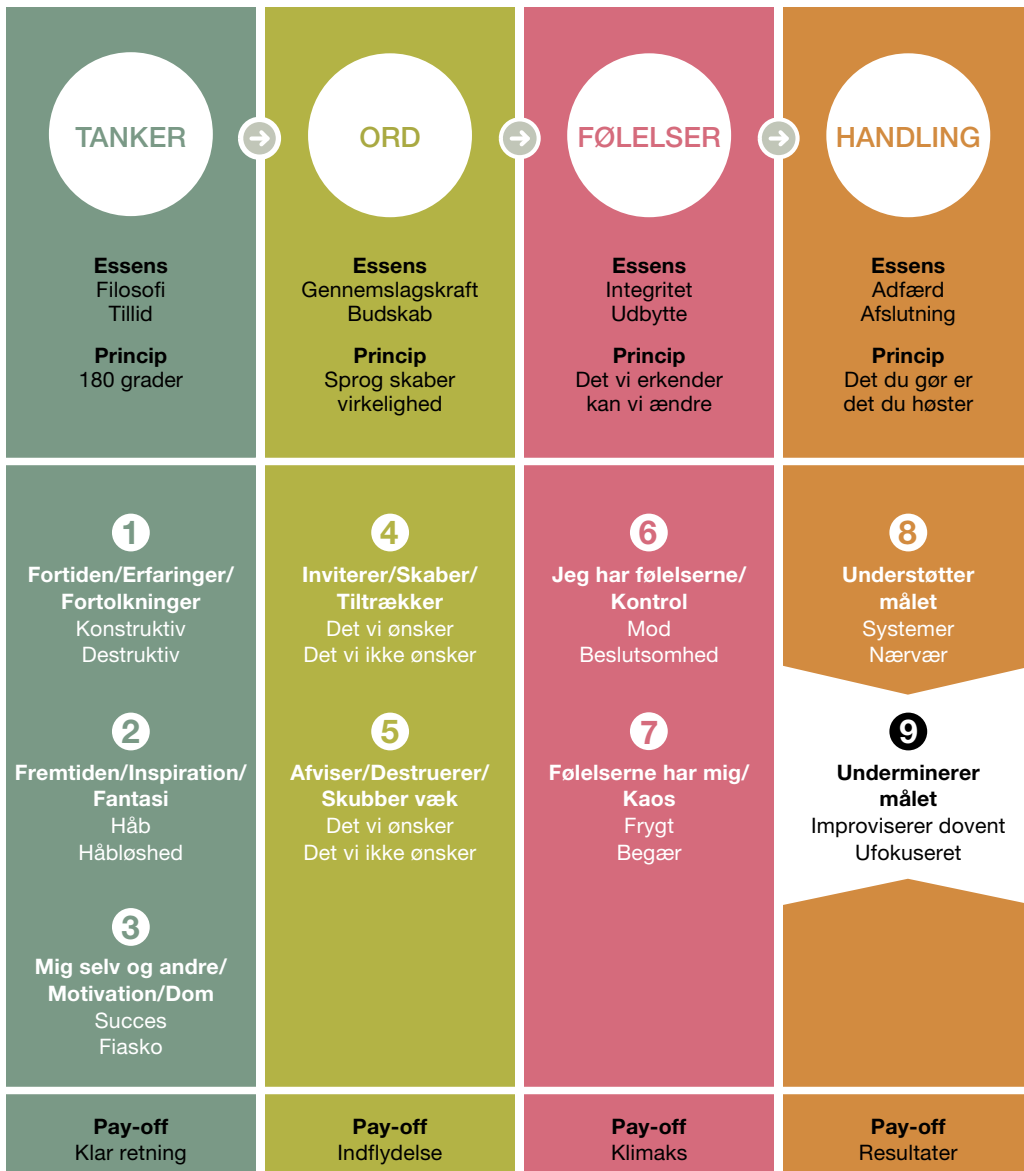 TANKER
Essens
Filosofi
Tillid
Princip
180 grader
1
Fortiden/Erfaringer/
Fortolkninger
Konstruktiv
Destruktiv
2
Fremtiden/Inspiration/
Fantasi
Håb
Håbløshed
3
Mig selv og andre/
Motivation/Dom
Succes
Fiasko
Pay-off
Klar retning
ORD
Essens
Gennemslagskraft
Budskab
Princip
Sprog skaber
virkelighed
4
Inviterer/Skaber/
Tiltrækker
Det vi ønsker
Det vi ikke ønsker
5
Afviser/Destruerer/
Skubber væk
Det vi ønsker
Det vi ikke ønsker
Pay-off
Indflydelse
FØLELSER
Essens
Integritet
Udbytte
Princip
Det vi erkender
kan vi ændre
6
Jeg har følelserne/
Kontrol
Mod
Beslutsomhed
7
Følelserne har mig/
Kaos
Frygt
Begær
Pay-off
Klimaks
HANDLING
Essens
Adfærd
Afslutning
Princip
Det du gør er
det du høster
8
Understøtter
målet
Systemer
Nærvær
9
Underminerer
målet
Improviserer dovent
Ufokuseret
Pay-off
Resultater